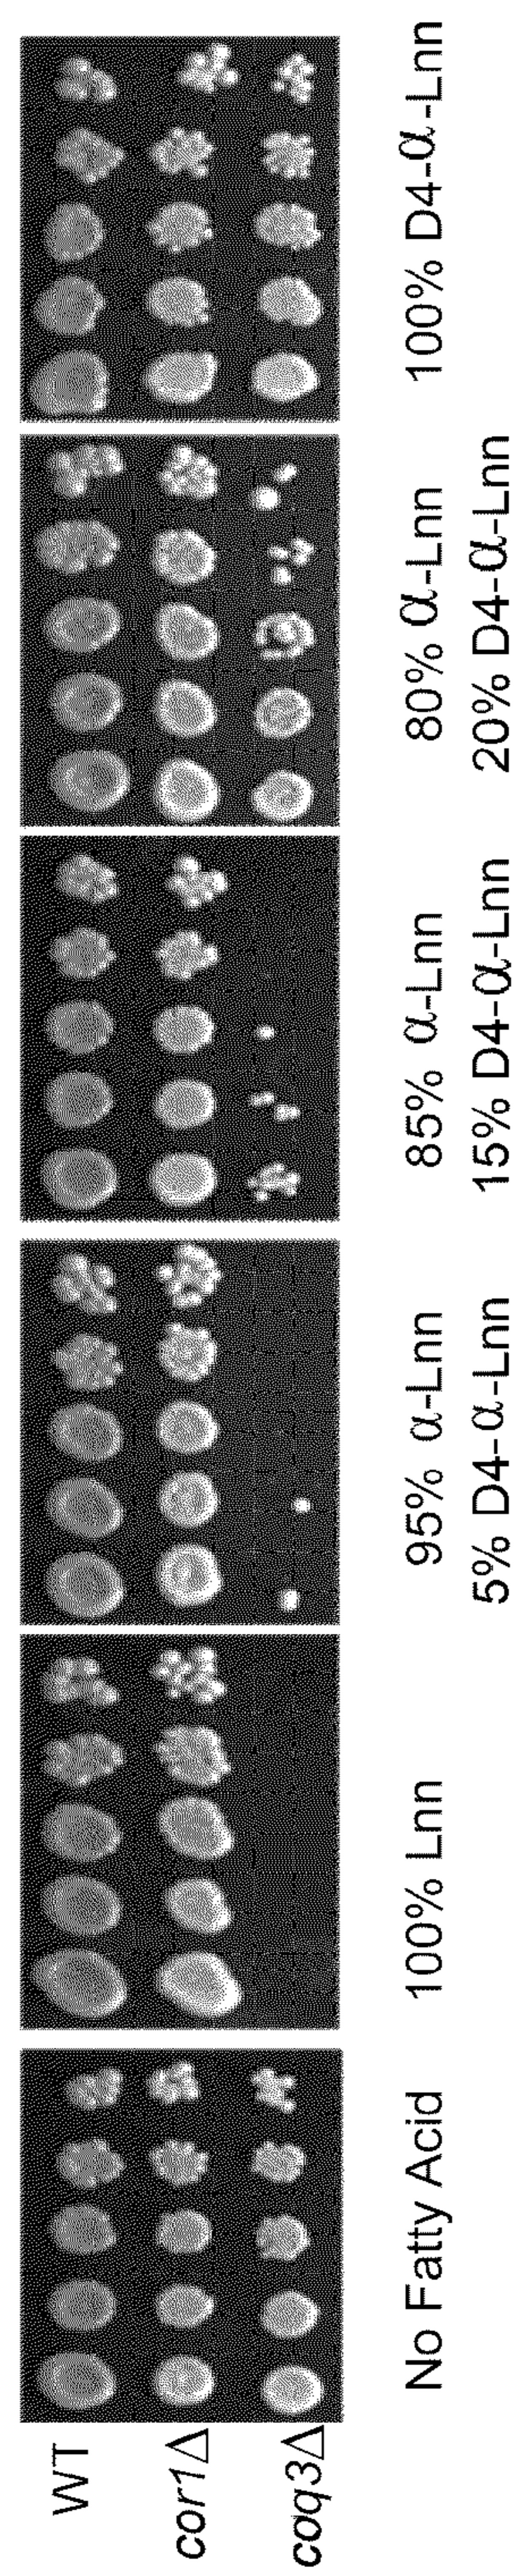 WT
cor1Δ
coq3Δ
No Fatty Acid
100% Lnn
95% α-Lnn
5% D4-α-Lnn
85% α-Lnn
15% D4-α-Lnn
80% α-Lnn
20% D4-α-Lnn
100% D4-α-Lnn